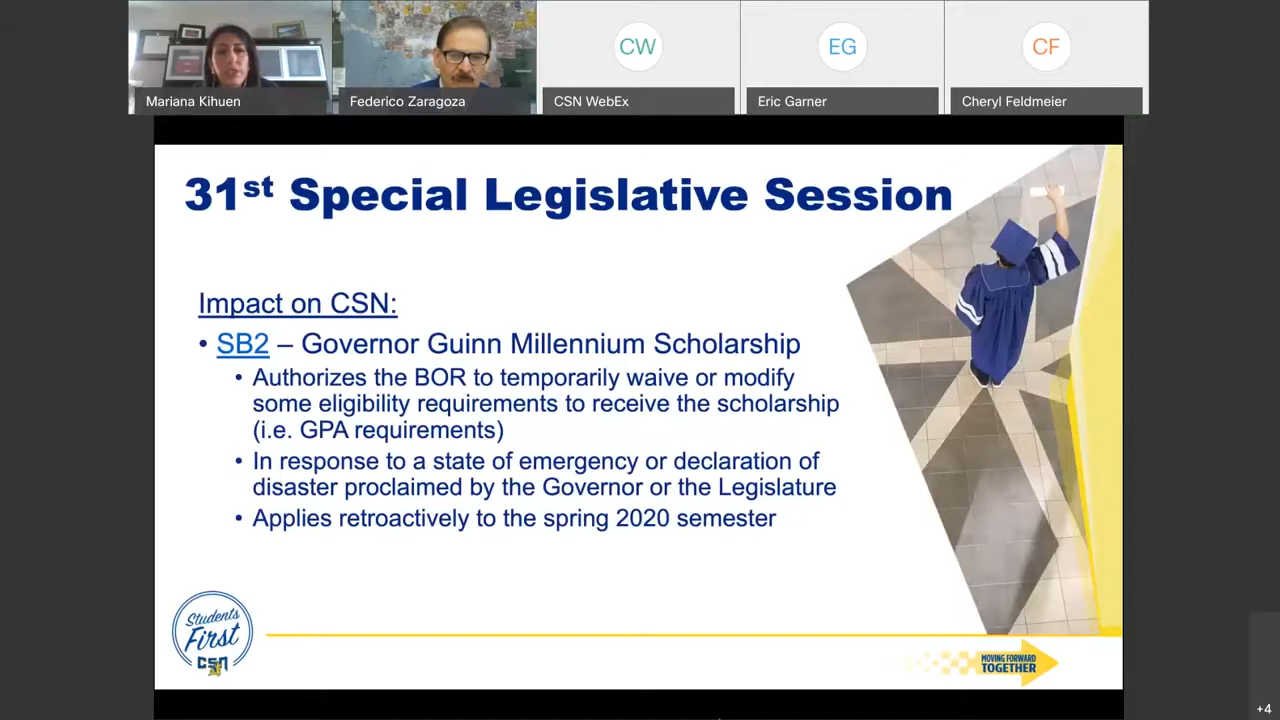 Mariana Kihuen
Federico Zaragoza
CW
CSN WebEx
EG
Eric Garner
CF
Cheryl Feldmeier
31st Special Legislative Session
Impact on CSN:
• SB2 – Governor Guinn Millennium Scholarship
• Authorizes the BOR to temporarily waive or modify
some eligibility requirements to receive the scholarship
(i.e. GPA requirements)
• In response to a state of emergency or declaration of
disaster proclaimed by the Governor or the Legislature
• Applies retroactively to the spring 2020 semester
Students
First
CSN
MOVING FORWARD
TOGETHER
+4